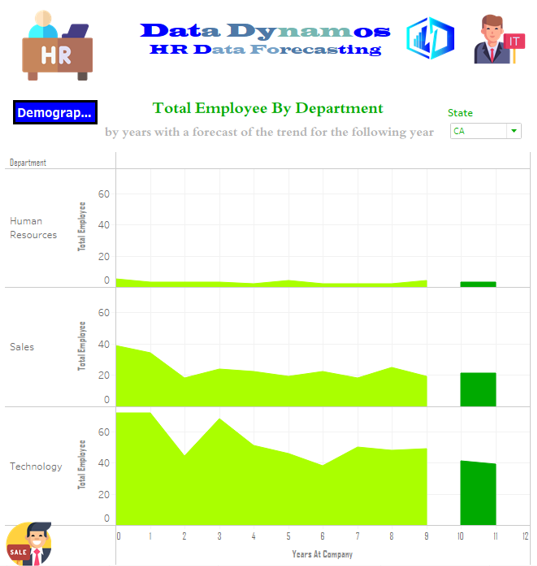 HR
Data Dynamos
HR Data Forecasting
IT
Demograp...
Total Employee By Department
by years with a forecast of the trend for the following year
State
CA
Department
Human
Resources
Total Employee
60
40
20
0
Sales
Total Employee
60
40
20
0
Technology
Total Employee
60
40
20
0
0 1 2 3 4 5 6 7 8 9 10 11 12
Years At Company
SALE